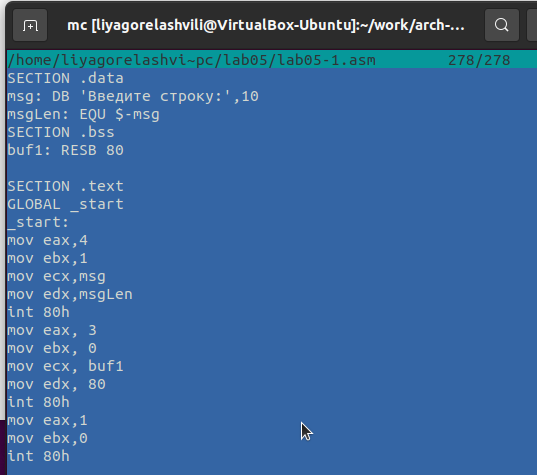 mc [liyagorelashvili@VirtualBox-Ubuntu]:~/work/arch-...
/home/liyagorelashvi~pc/lab05/lab05-1.asm 278/278
SECTION .data
msg: DB 'Введите строку:',10
msgLen: EQU $-msg
SECTION .bss
buf1: RESB 80
SECTION .text
GLOBAL _start
_start:
mov eax,4
mov ebx,1
mov ecx,msg
mov edx,msgLen
int 80h
mov eax, 3
mov ebx, 0
mov ecx, buf1
mov edx, 80
int 80h
mov eax,1
mov ebx,0
int 80h